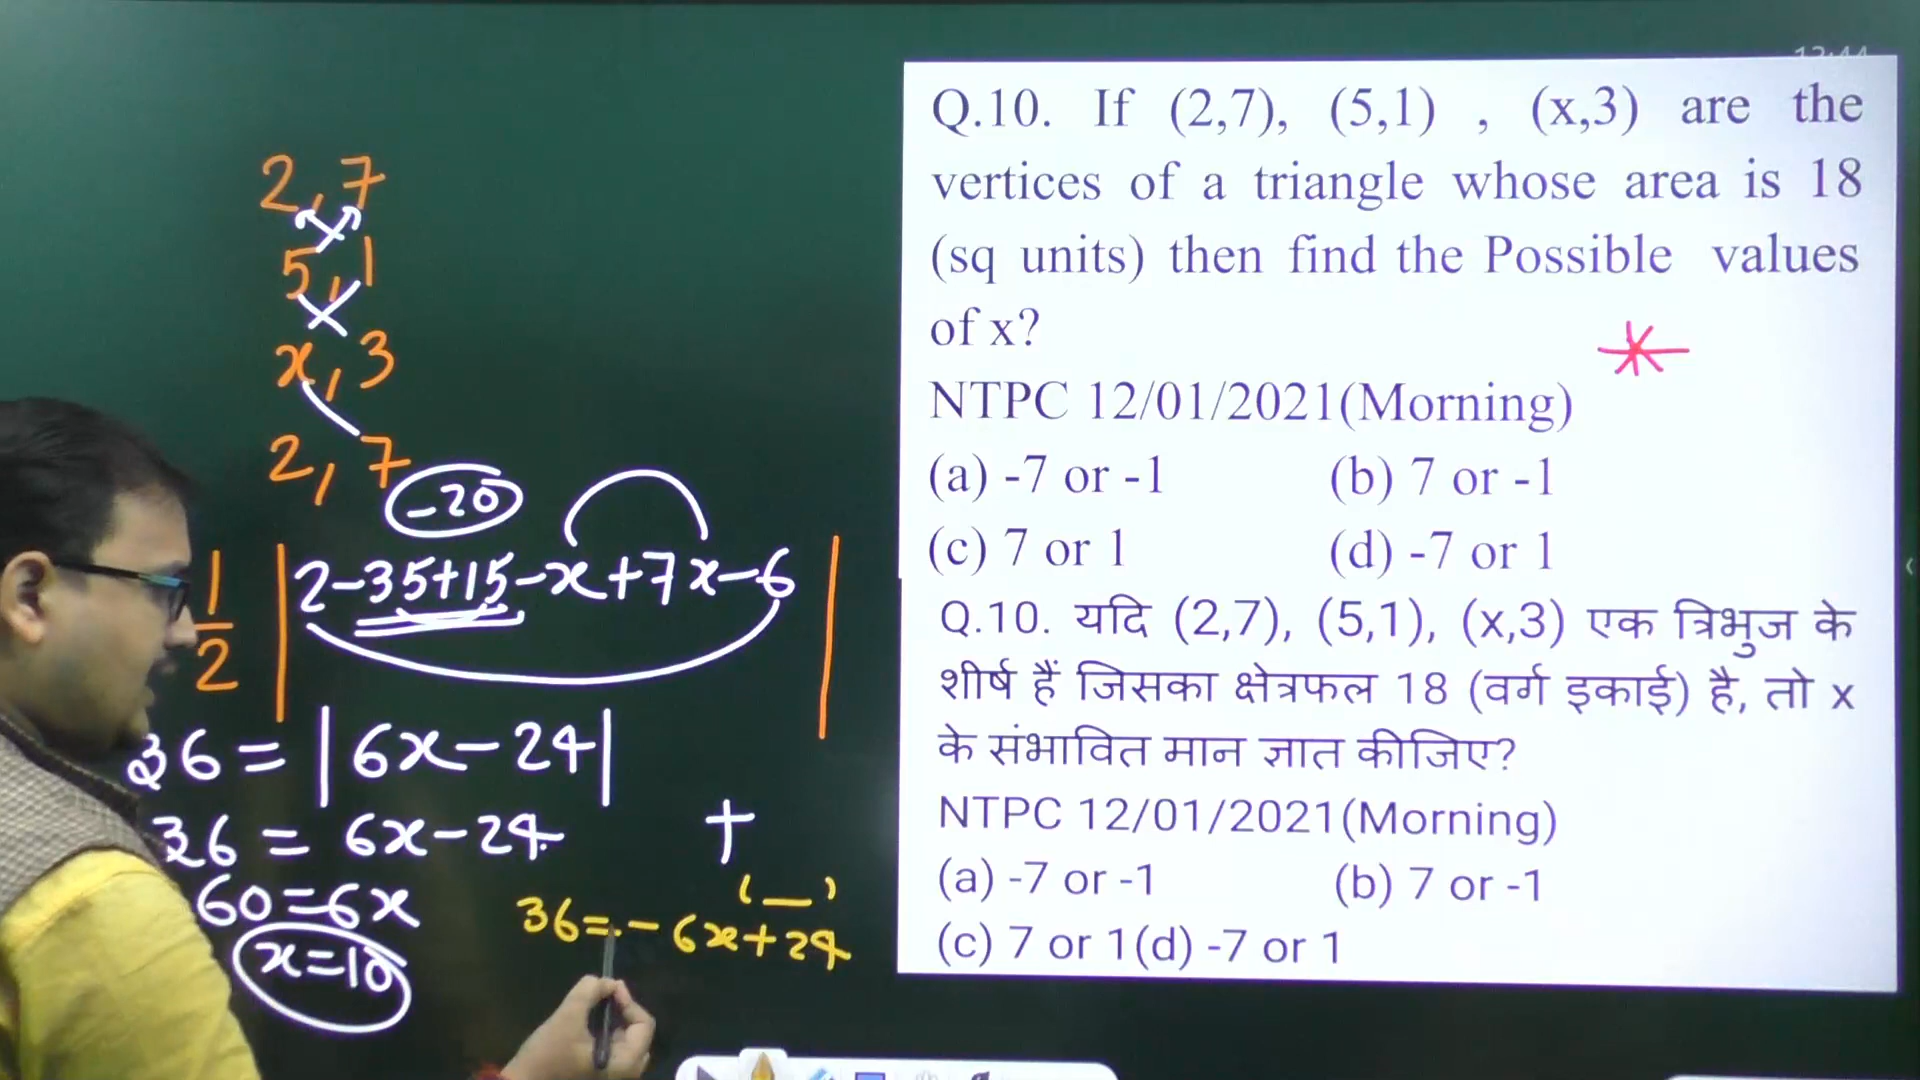 2,7
5,1
x,3
2,7
-20
1/2 |2-35+15-x+7x-6|
36 = |6x-24|
36 = 6x-24
60=6x
x=10
+
(—)
36=-6x+24
12:44
Q.10. If (2,7), (5,1) , (x,3) are the
vertices of a triangle whose area is 18
(sq units) then find the Possible values
of x?
NTPC 12/01/2021(Morning)
(a) -7 or -1 (b) 7 or -1
(c) 7 or 1 (d) -7 or 1
Q.10. यदि (2,7), (5,1), (x,3) एक त्रिभुज के
शीर्ष हैं जिसका क्षेत्रफल 18 (वर्ग इकाई) है, तो x
के संभावित मान ज्ञात कीजिए?
NTPC 12/01/2021(Morning)
(a) -7 or -1 (b) 7 or -1
(c) 7 or 1(d) -7 or 1